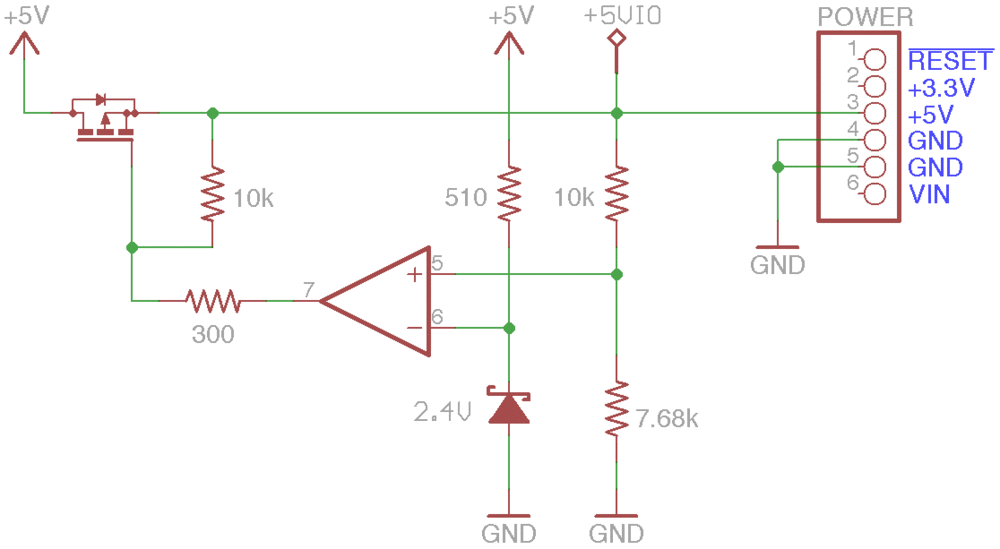 +5V
+5V
+5VIO
POWER
1
RESET
2
+3.3V
3
+5V
4
GND
5
GND
6
VIN
10k
510
10k
GND
5
7
6
300
2.4V
7.68k
GND
GND